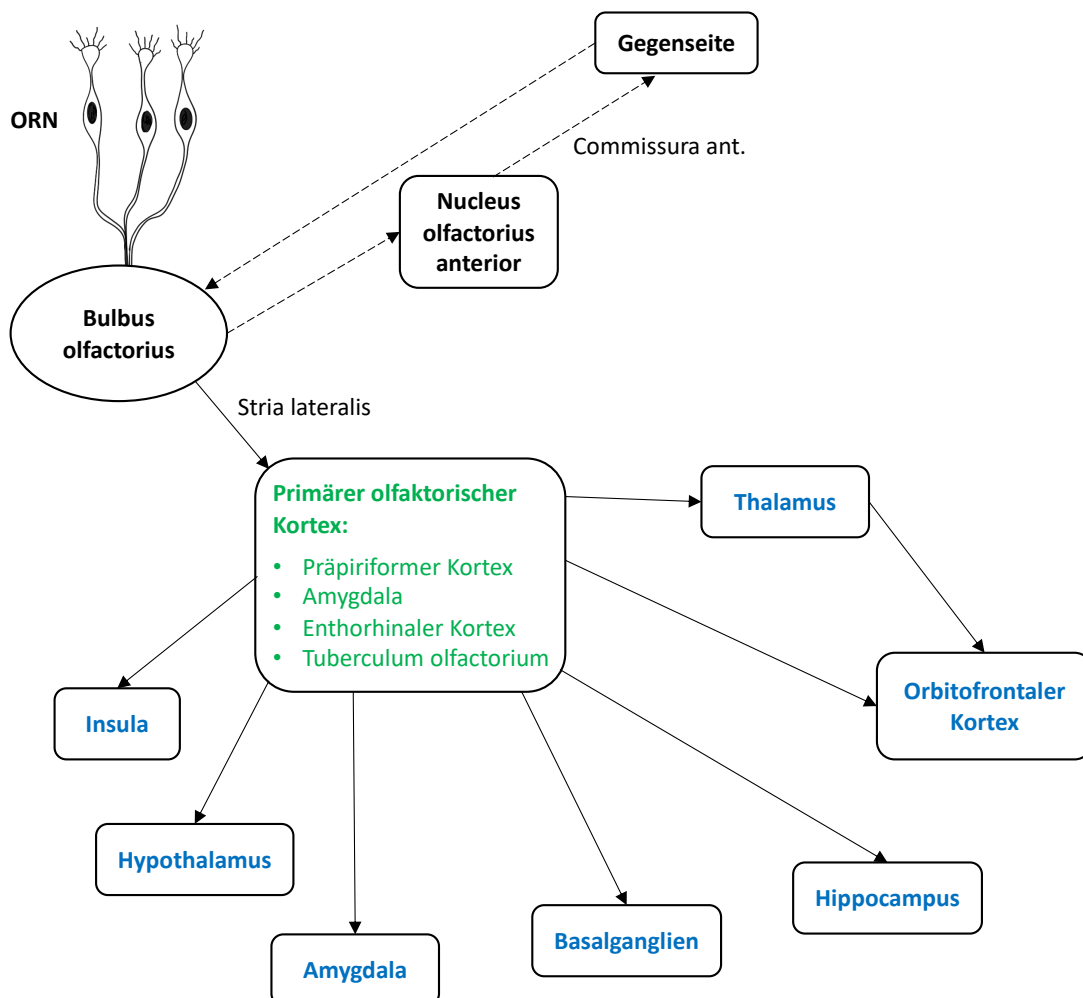 Gegenseite
ORN
Commissura ant.
Nucleus
olfactorius
anterior
Bulbus
olfactorius
Stria lateralis
Primärer olfaktorischer
Kortex:
• Präpiriformer Kortex
• Amygdala
• Enthorhinaler Kortex
• Tuberculum olfactorium
Thalamus
Orbitofrontaler
Kortex
Insula
Hypothalamus
Hippocampus
Basalganglien
Amygdala